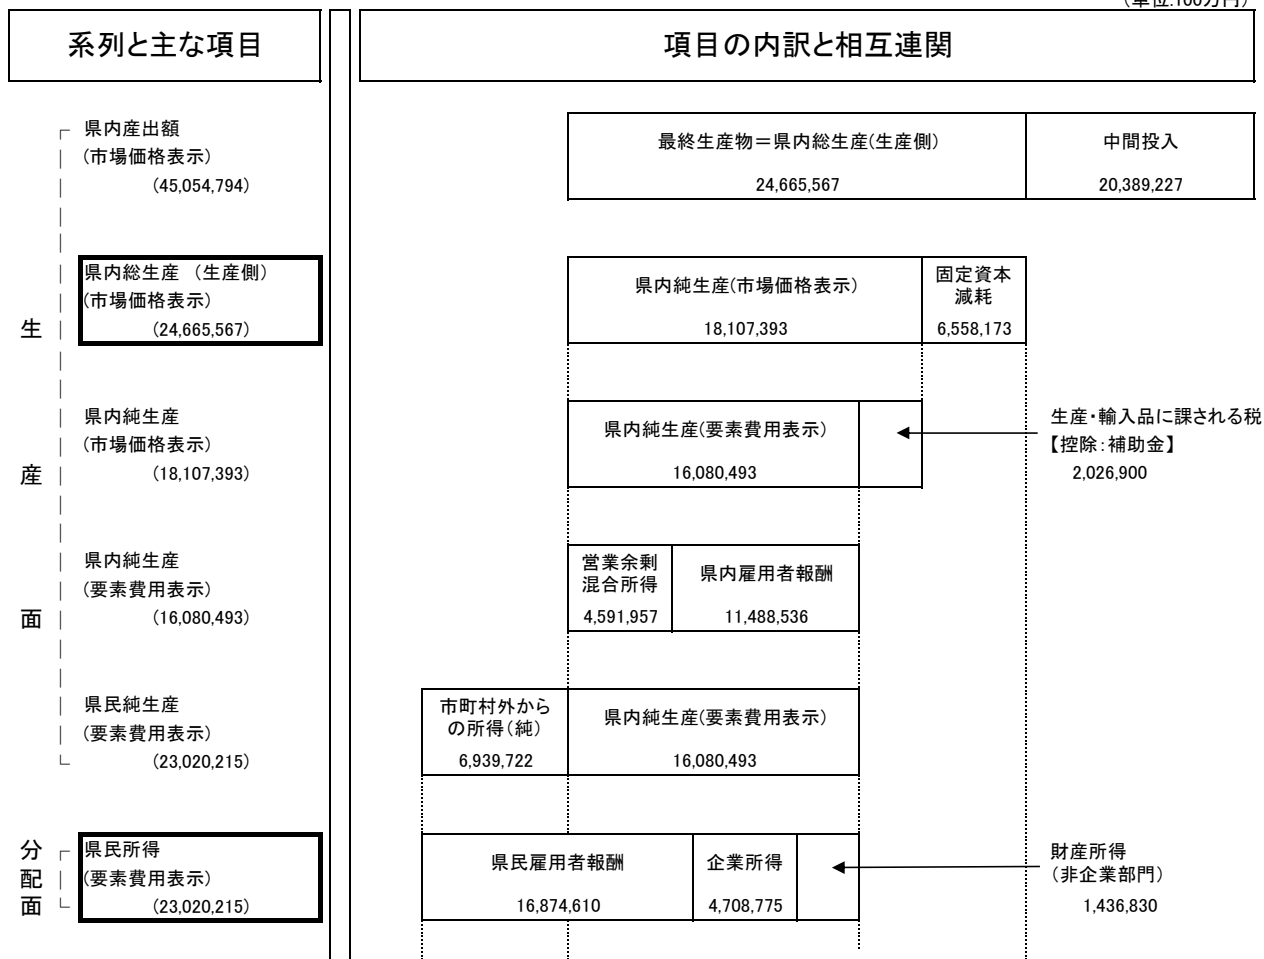 （単位:100万円）
系列と主な項目
項目の内訳と相互連関
県内産出額
(市場価格表示)
(45,054,794)
最終生産物＝県内総生産(生産側)
24,665,567
中間投入
20,389,227
県内総生産 （生産側）
(市場価格表示)
(24,665,567)
県内純生産(市場価格表示)
18,107,393
固定資本
減耗
6,558,173
生
県内純生産
(市場価格表示)
(18,107,393)
県内純生産(要素費用表示)
16,080,493
生産・輸入品に課される税
【控除：補助金】
2,026,900
産
県内純生産
(要素費用表示)
(16,080,493)
営業余剰
混合所得
4,591,957
県内雇用者報酬
11,488,536
面
県民純生産
(要素費用表示)
(23,020,215)
市町村外から
の所得（純）
6,939,722
県内純生産(要素費用表示)
16,080,493
分
配
面
県民所得
(要素費用表示)
(23,020,215)
県民雇用者報酬
16,874,610
企業所得
4,708,775
財産所得
（非企業部門）
1,436,830